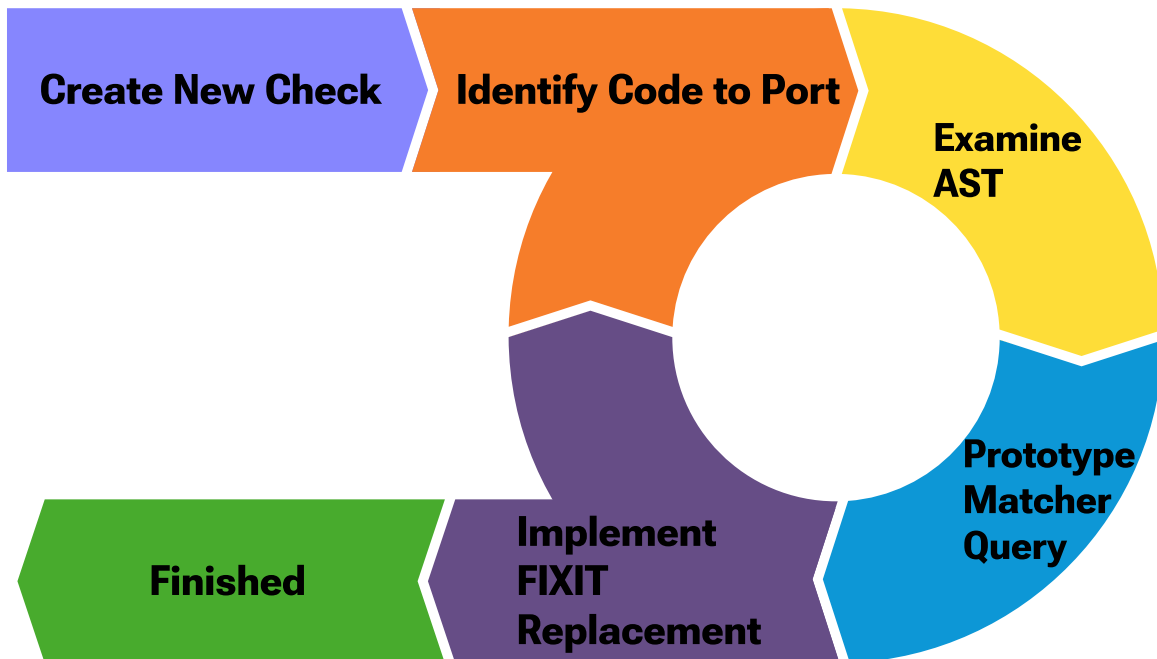 Create New Check
Identify Code to Port
Examine
AST
Prototype
Matcher
Query
Implement
FIXIT
Replacement
Finished